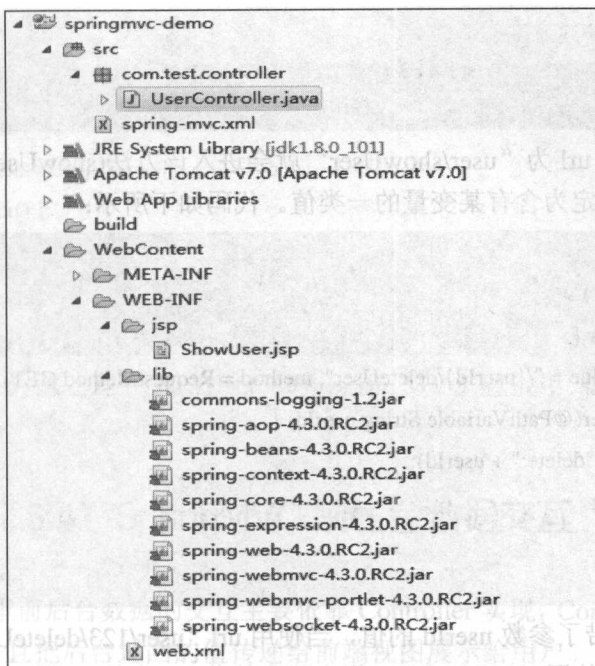 springmvc-demo
src
com.test.controller
UserController.java
spring-mvc.xml
JRE System Library [jdk1.8.0_101]
Apache Tomcat v7.0 [Apache Tomcat v7.0]
Web App Libraries
build
WebContent
META-INF
WEB-INF
jsp
ShowUser.jsp
lib
commons-logging-1.2.jar
spring-aop-4.3.0.RC2.jar
spring-beans-4.3.0.RC2.jar
spring-context-4.3.0.RC2.jar
spring-core-4.3.0.RC2.jar
spring-expression-4.3.0.RC2.jar
spring-web-4.3.0.RC2.jar
spring-webmvc-4.3.0.RC2.jar
spring-webmvc-portlet-4.3.0.RC2.jar
spring-websocket-4.3.0.RC2.jar
web.xml